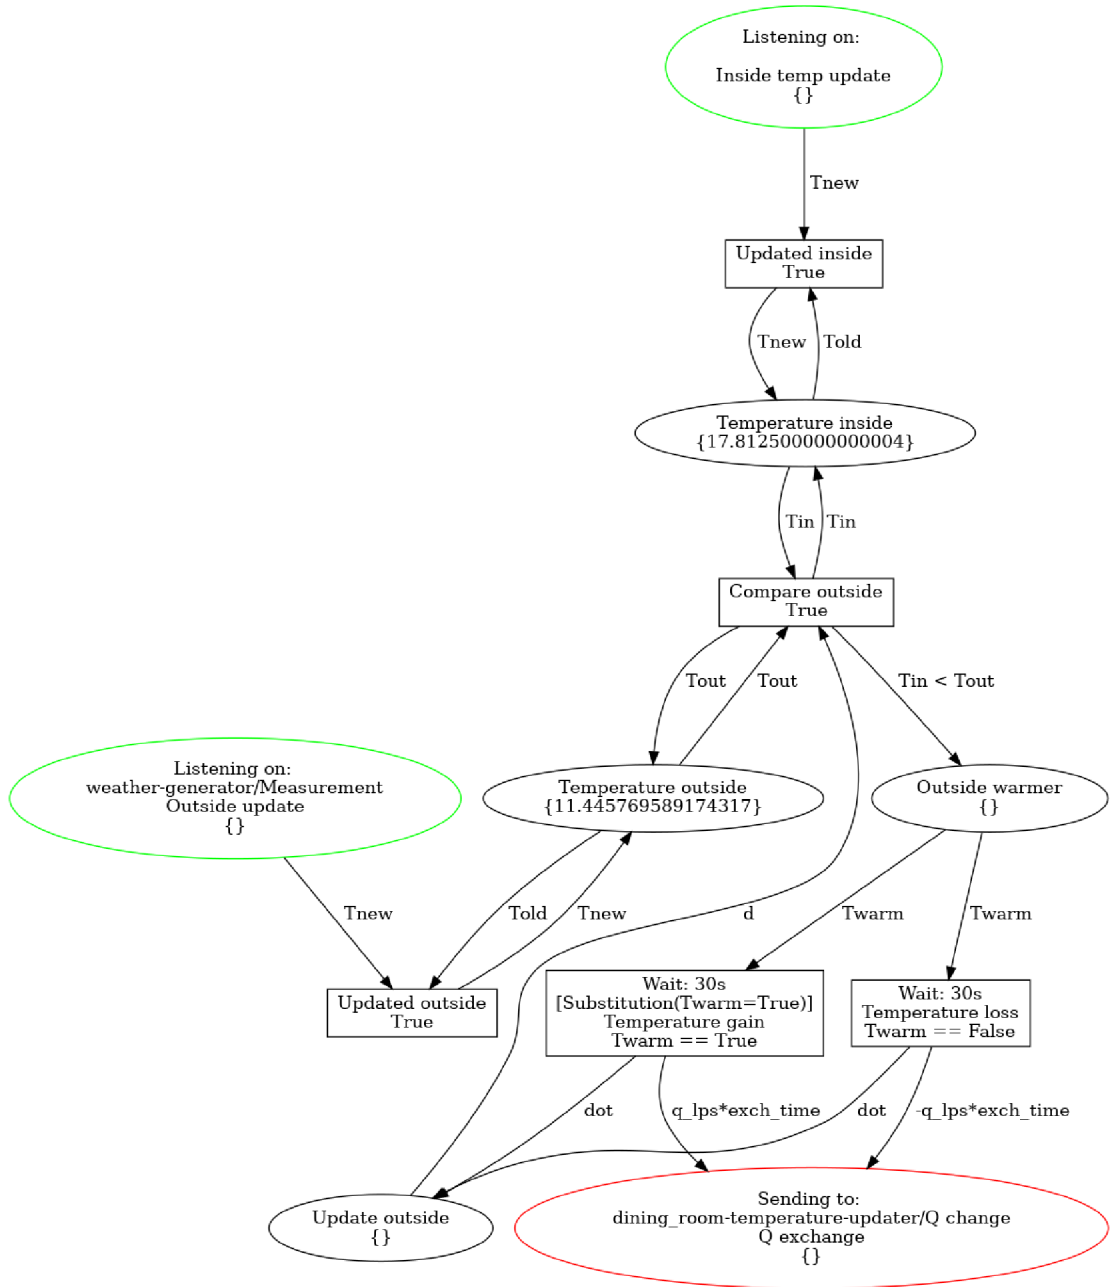 Listening on:
Inside temp update
{}
Tnew
Updated inside
True
Tnew
Told
Temperature inside
{17.812500000000004}
Tin
Tin
Compare outside
True
Tout
Tout
Tin < Tout
Listening on:
weather-generator/Measurement
Outside update
{}
Temperature outside
{11.445769589174317}
Outside warmer
{}
Tnew
Told
Tnew
d
Twarm
Twarm
Updated outside
True
Wait: 30s
[Substitution(Twarm=True)]
Temperature gain
Twarm == True
Wait: 30s
Temperature loss
Twarm == False
dot
q_lps*exch_time
dot
-q_lps*exch_time
Update outside
{}
Sending to:
dining_room-temperature-updater/Q change
Q exchange
{}